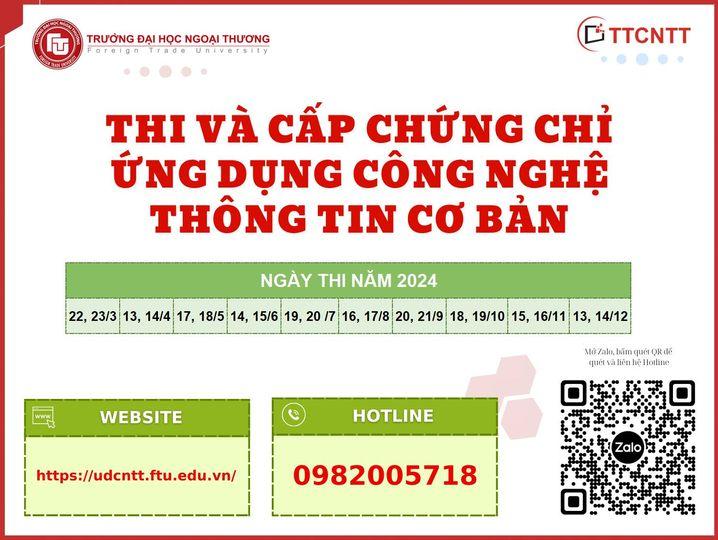 TRƯỜNG ĐẠI HỌC NGOẠI THƯƠNG
Foreign Trade University
TTCNTT
THI VÀ CẤP CHỨNG CHỈ
ỨNG DỤNG CÔNG NGHỆ
THÔNG TIN CƠ BẢN
NGÀY THI NĂM 2024
22, 23/3 13, 14/4 17, 18/5 14, 15/6 19, 20 /7 16, 17/8 20, 21/9 18, 19/10 15, 16/11 13, 14/12
Mở Zalo, bấm quét QR để
quét và liên hệ Hotline
WWW
WEBSITE
HOTLINE
https://udcntt.ftu.edu.vn/
0982005718
Zalo